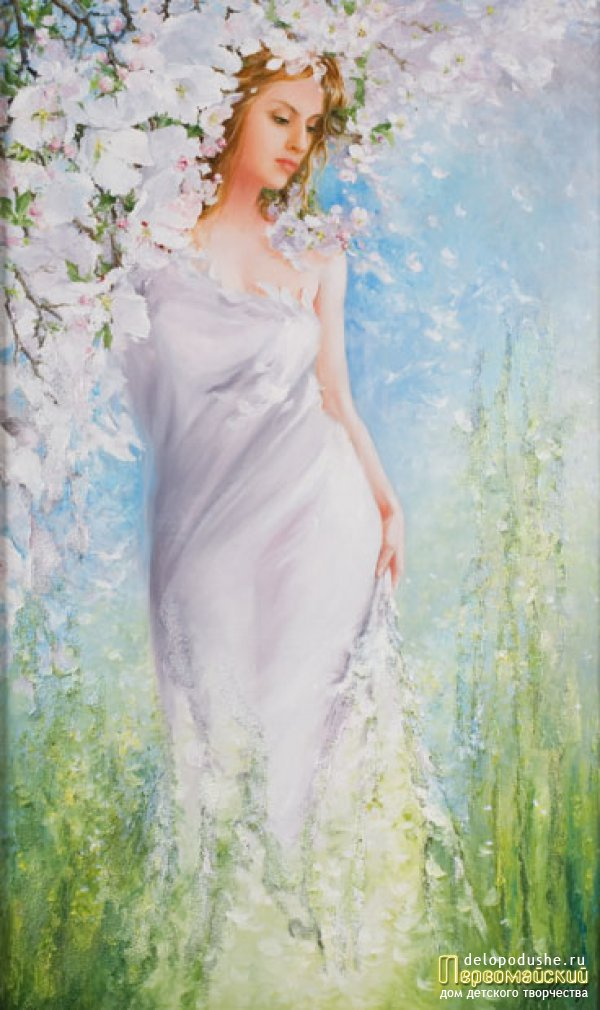 delopodushe.ru
Первомайский
дом детского творчества